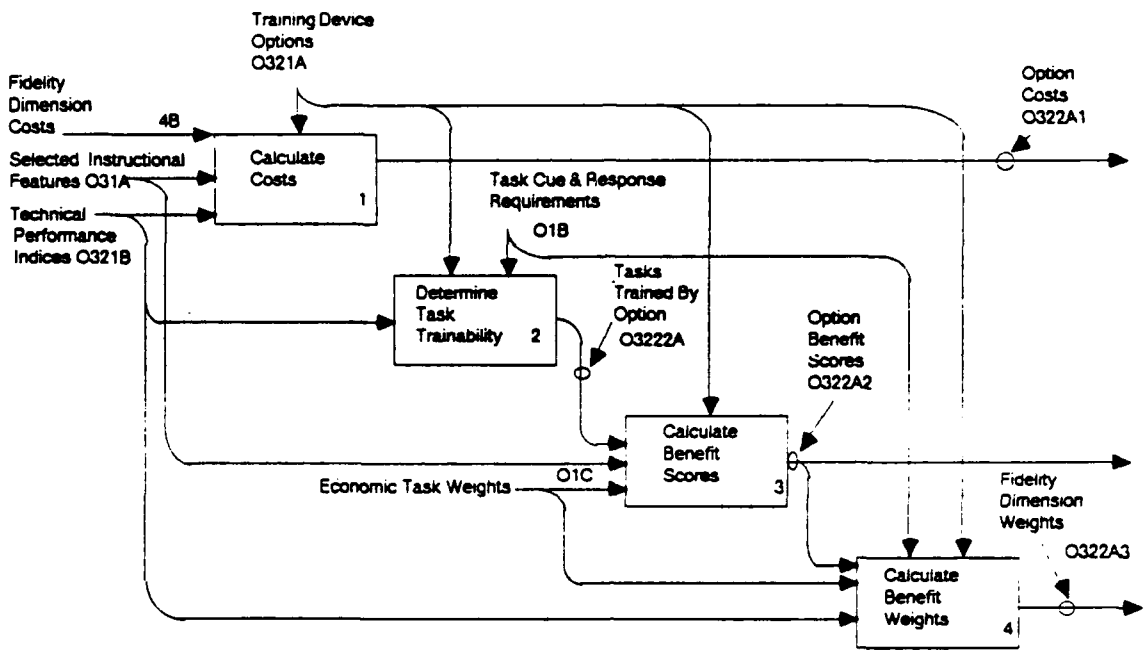 Training Device
Options
O321A
Fidelity
Dimension
Costs
4B
Selected Instructional
Features O31A
Technical
Performance
Indices O321B
Calculate
Costs
1
Option
Costs
O322A1
Task Cue & Response
Requirements
O1B
Determine
Task
Trainability
2
Tasks
Trained By
Option
O3222A
Option
Benefit
Scores
O322A2
Calculate
Benefit
Scores
3
O1C
Economic Task Weights
Fidelity
Dimension
Weights
O322A3
Calculate
Benefit
Weights
4